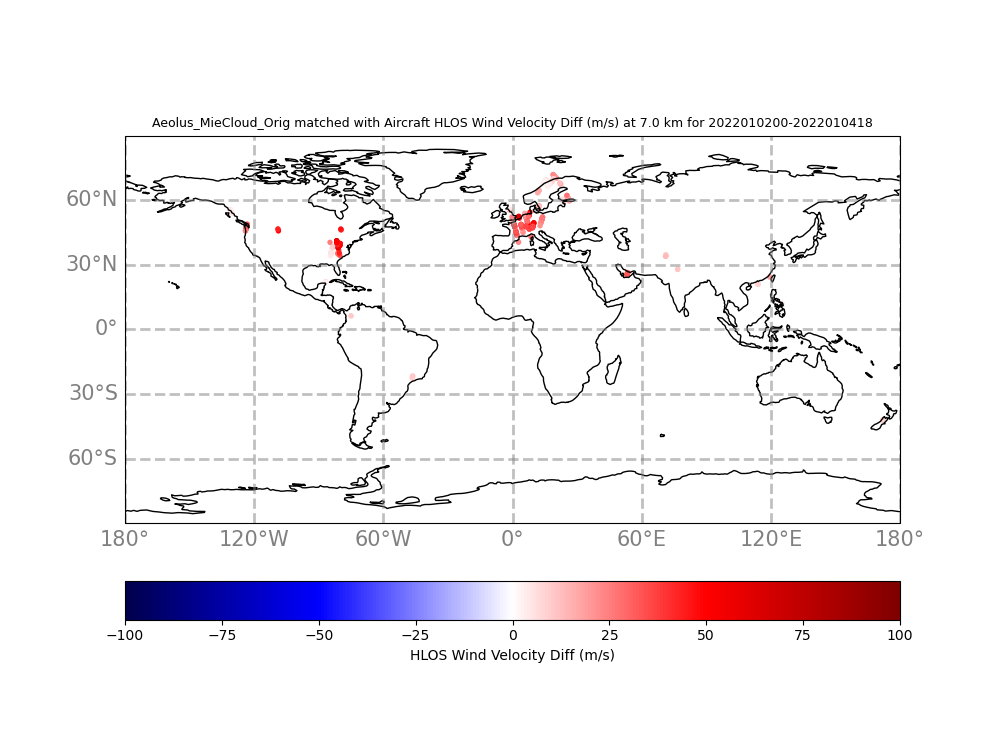 Aeolus_MieCloud_Orig matched with Aircraft HLOS Wind Velocity Diff (m/s) at 7.0 km for 2022010200-2022010418
60°N
30°N
0°
30°S
60°S
180° 120°W 60°W 0° 60°E 120°E 180°
−100 −75 −50 −25 0 25 50 75 100
HLOS Wind Velocity Diff (m/s)